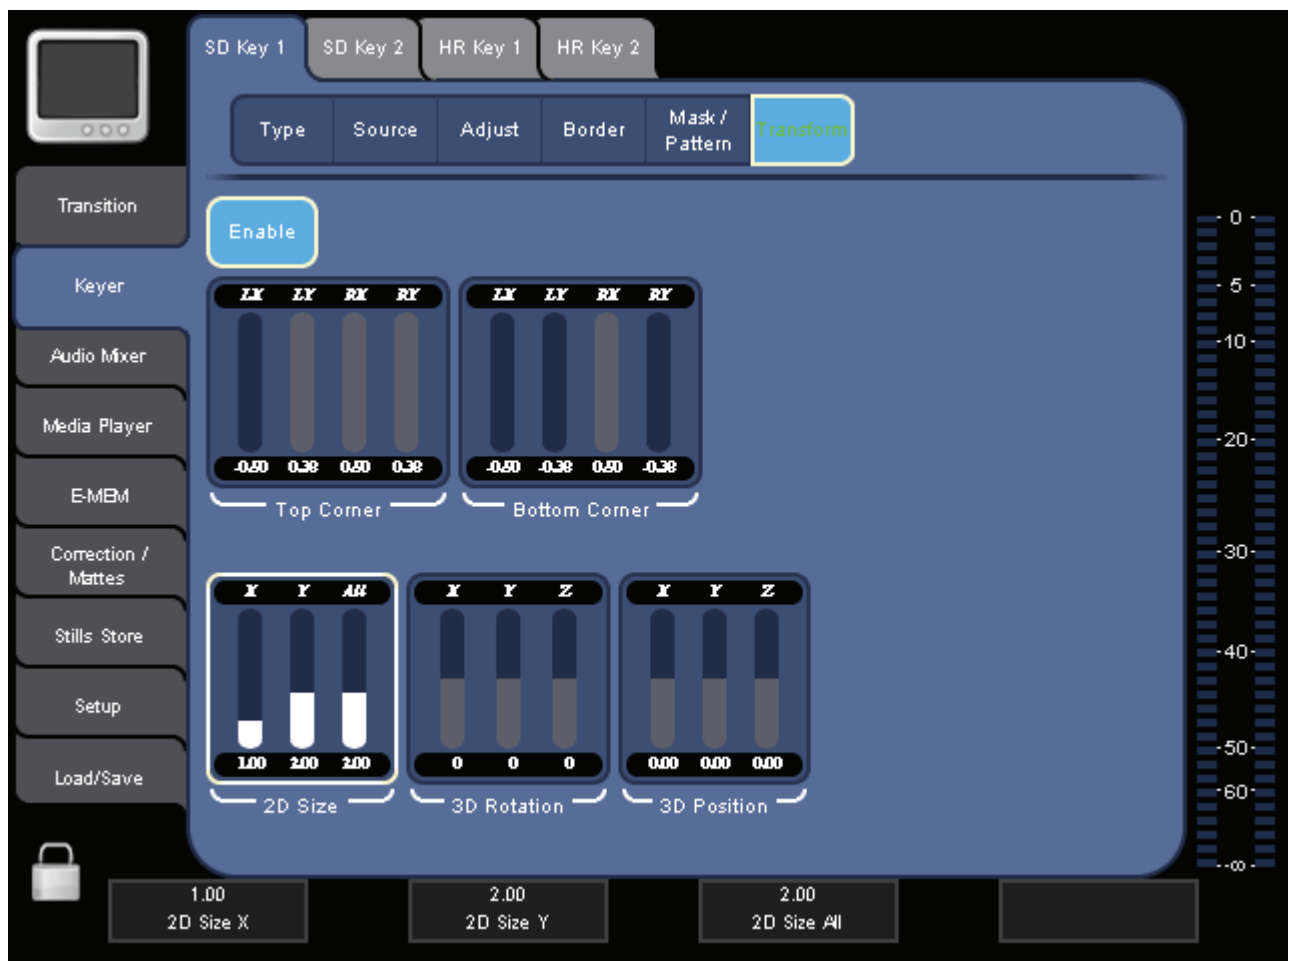 SD Key 1 SD Key 2 HR Key 1 HR Key 2
Type Source Adjust Border Mask / Pattern Transform
Transition
Keyer
Audio Mixer
Media Player
E-MEM
Correction /
Mattes
Stills Store
Setup
Load/Save
Enable
LX LY RX RY
-0.50 0.38 0.50 0.38
Top Corner
LX LY RX RY
-0.50 -0.38 0.50 -0.38
Bottom Corner
X Y All
1.00 2.00 2.00
2D Size
X Y Z
0 0 0
3D Rotation
X Y Z
0.00 0.00 0.00
3D Position
- 0 -
- 5 -
-10-
-20-
-30-
-40-
-50-
-60-
-∞-
1.00
2D Size X
2.00
2D Size Y
2.00
2D Size All